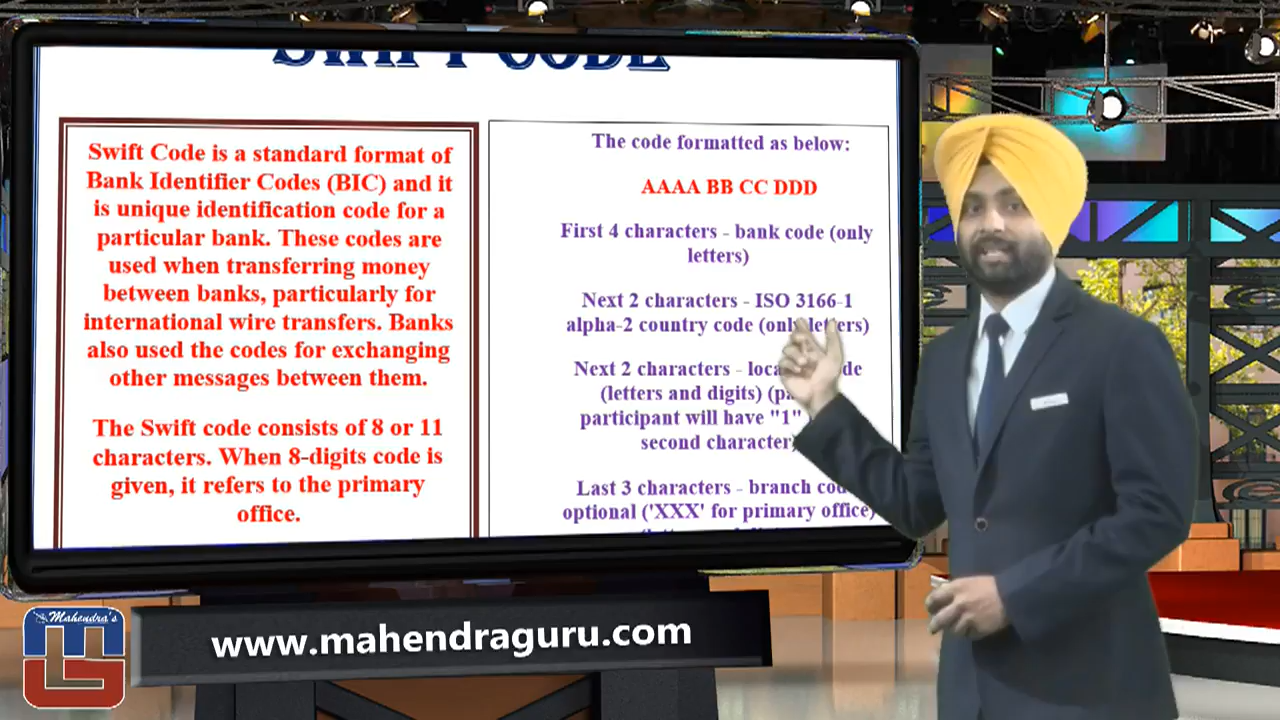 SWIFT CODE
Swift Code is a standard format of
Bank Identifier Codes (BIC) and it
is unique identification code for a
particular bank. These codes are
used when transferring money
between banks, particularly for
international wire transfers. Banks
also used the codes for exchanging
other messages between them.
The Swift code consists of 8 or 11
characters. When 8-digits code is
given, it refers to the primary
office.
The code formatted as below:
AAAA BB CC DDD
First 4 characters - bank code (only
letters)
Next 2 characters - ISO 3166-1
alpha-2 country code (only letters)
Next 2 characters -
(letters and digits)
participant will have "1"
second character)
Last 3 characters - branch
optional ('XXX' for primary office)
Mahendra's
www.mahendraguru.com